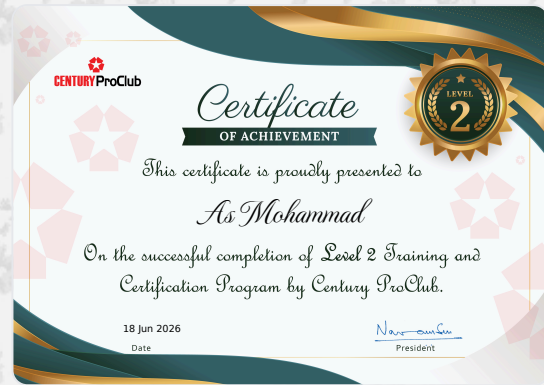 CENTURY ProClub
LEVEL
2
Certificate
OF ACHIEVEMENT
This certificate is proudly presented to
As Mohammad
On the successful completion of Level 2 Training and
Certification Program by Century ProClub.
18 Jun 2026
Date
President